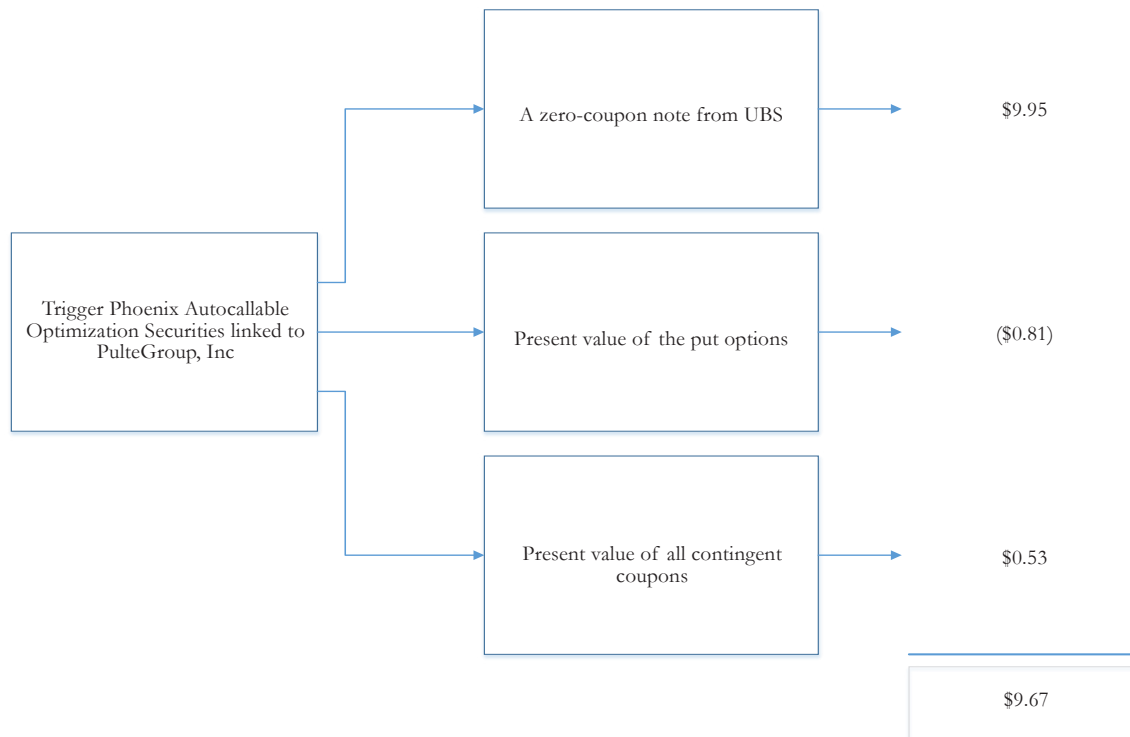 A zero-coupon note from UBS
$9.95
Trigger Phoenix Autocallable
Optimization Securities linked to
PulteGroup, Inc
Present value of the put options
($0.81)
Present value of all contingent
coupons
$0.53
$9.67